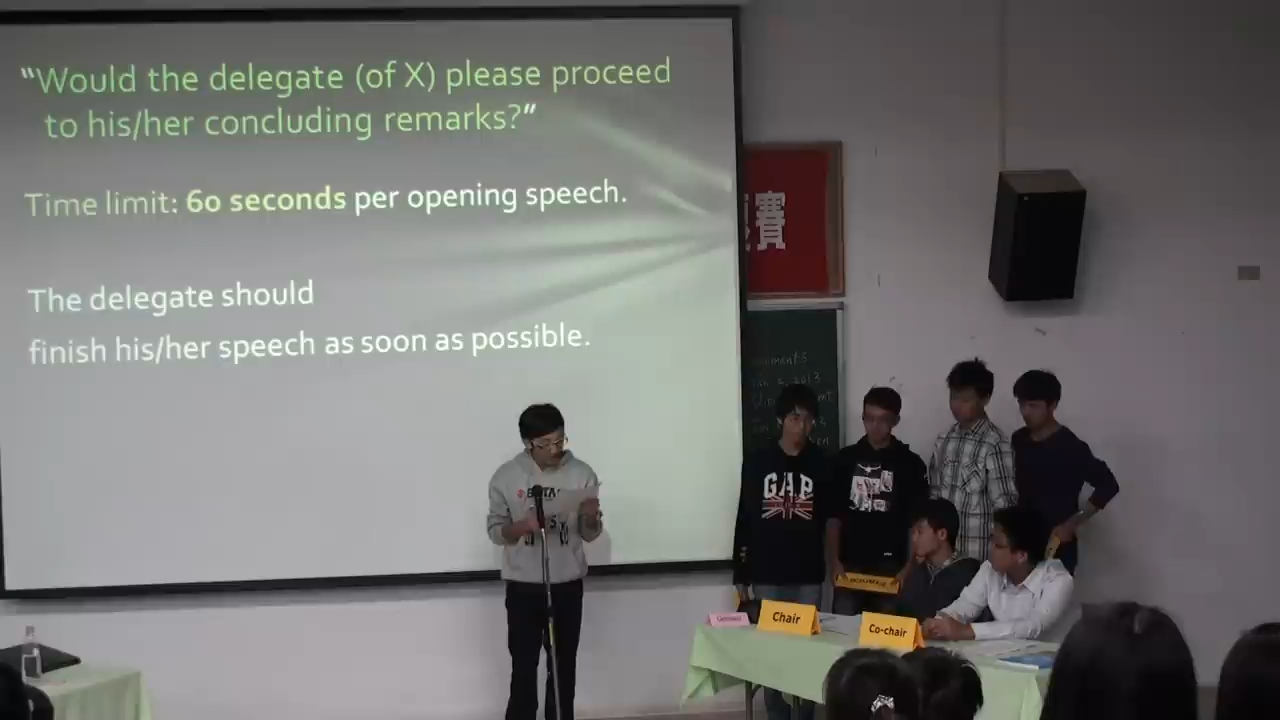 “Would the delegate (of X) please proceed
to his/her concluding remarks?”
Time limit: 60 seconds per opening speech.
The delegate should
finish his/her speech as soon as possible.
賽
GAP
Chair
Co-chair